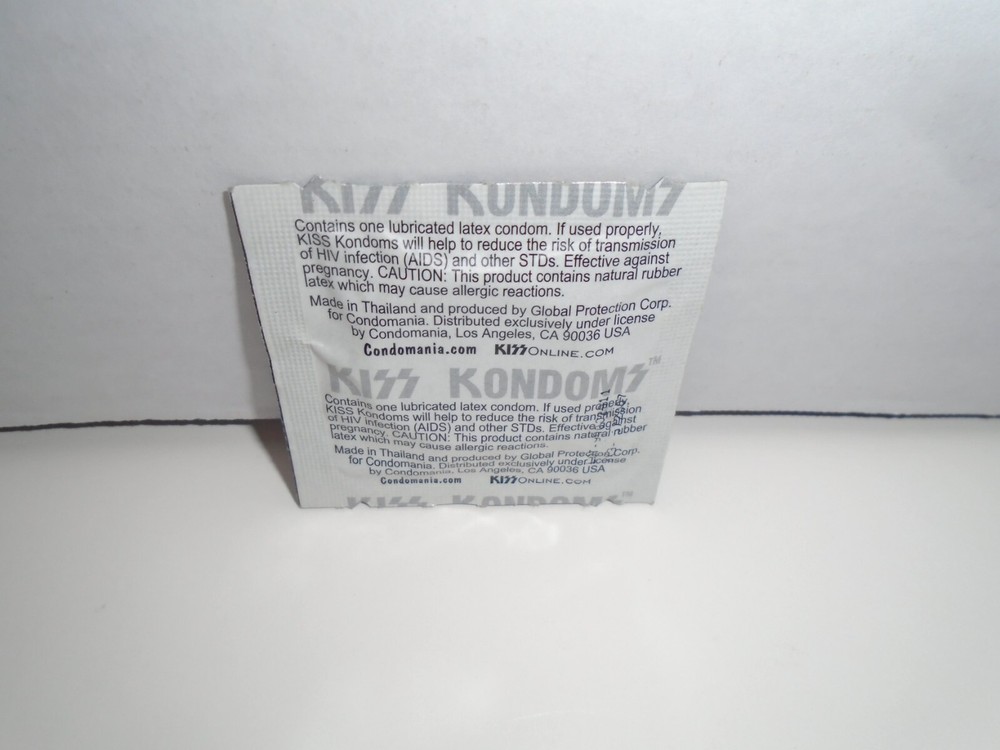 KISS KONDOMS
Contains one lubricated latex condom. If used properly,
KISS Kondoms will help to reduce the risk of transmission
of HIV infection (AIDS) and other STDs. Effective against
pregnancy. CAUTION: This product contains natural rubber
latex which may cause allergic reactions.
Made in Thailand and produced by Global Protection Corp.
for Condomania. Distributed exclusively under license
by Condomania, Los Angeles, CA 90036 USA
Condomania.com KISSONLINE.COM
KISS KONDOMS™
Contains one lubricated latex condom. If used properly,
KISS Kondoms will help to reduce the risk of transmission
of HIV infection (AIDS) and other STDs. Effective against
pregnancy. CAUTION: This product contains natural rubber
latex which may cause allergic reactions.
Made in Thailand and produced by Global Protection Corp.
for Condomania. Distributed exclusively under license
by Condomania, Los Angeles, CA 90036 USA
Condomania.com KISSONLINE.COM
KISS KONDOMS™